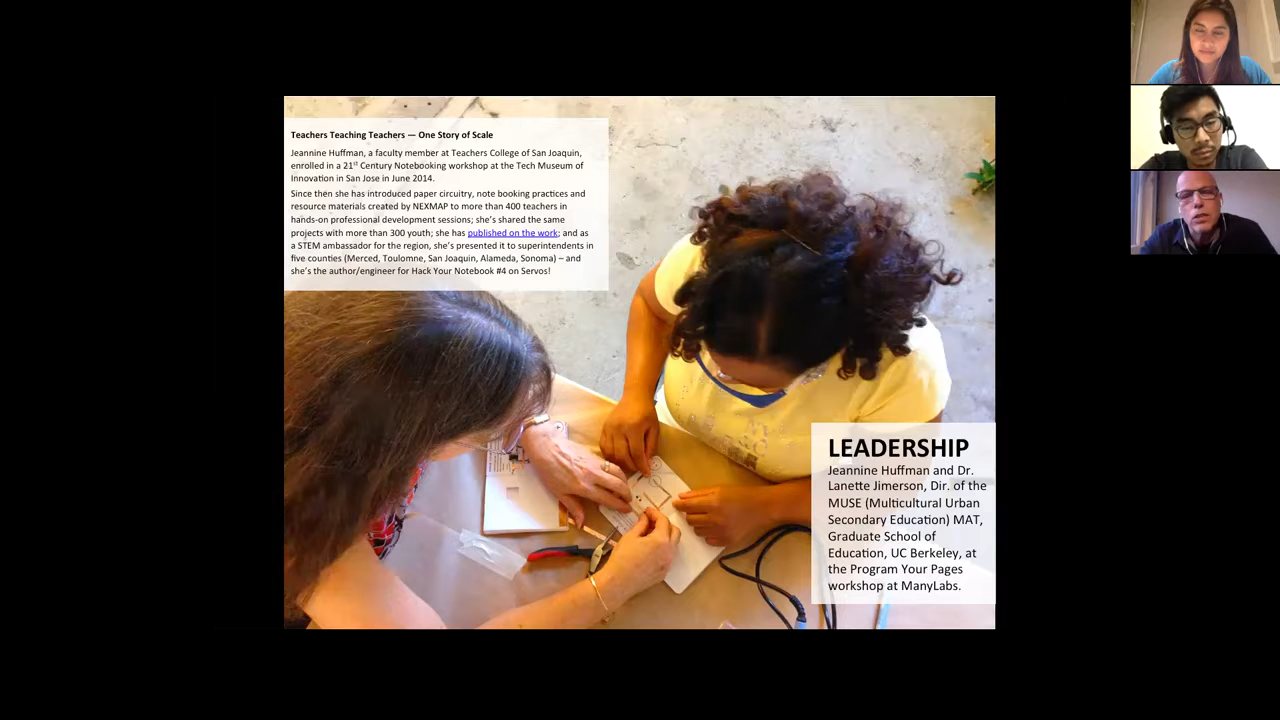 Teachers Teaching Teachers — One Story of Scale
Jeannine Huffman, a faculty member at Teachers College of San Joaquin,
enrolled in a 21st Century Notebooking workshop at the Tech Museum of
Innovation in San Jose in June 2014.
Since then she has introduced paper circuitry, note booking practices and
resource materials created by NEXMAP to more than 400 teachers in
hands-on professional development sessions; she's shared the same
projects with more than 300 youth; she has published on the work; and as
a STEM ambassador for the region, she's presented it to superintendents in
five counties (Merced, Toulomne, San Joaquin, Alameda, Sonoma) – and
she's the author/engineer for Hack Your Notebook #4 on Servos!
LEADERSHIP
Jeannine Huffman and Dr.
Lanette Jimerson, Dir. of the
MUSE (Multicultural Urban
Secondary Education) MAT,
Graduate School of
Education, UC Berkeley, at
the Program Your Pages
workshop at ManyLabs.